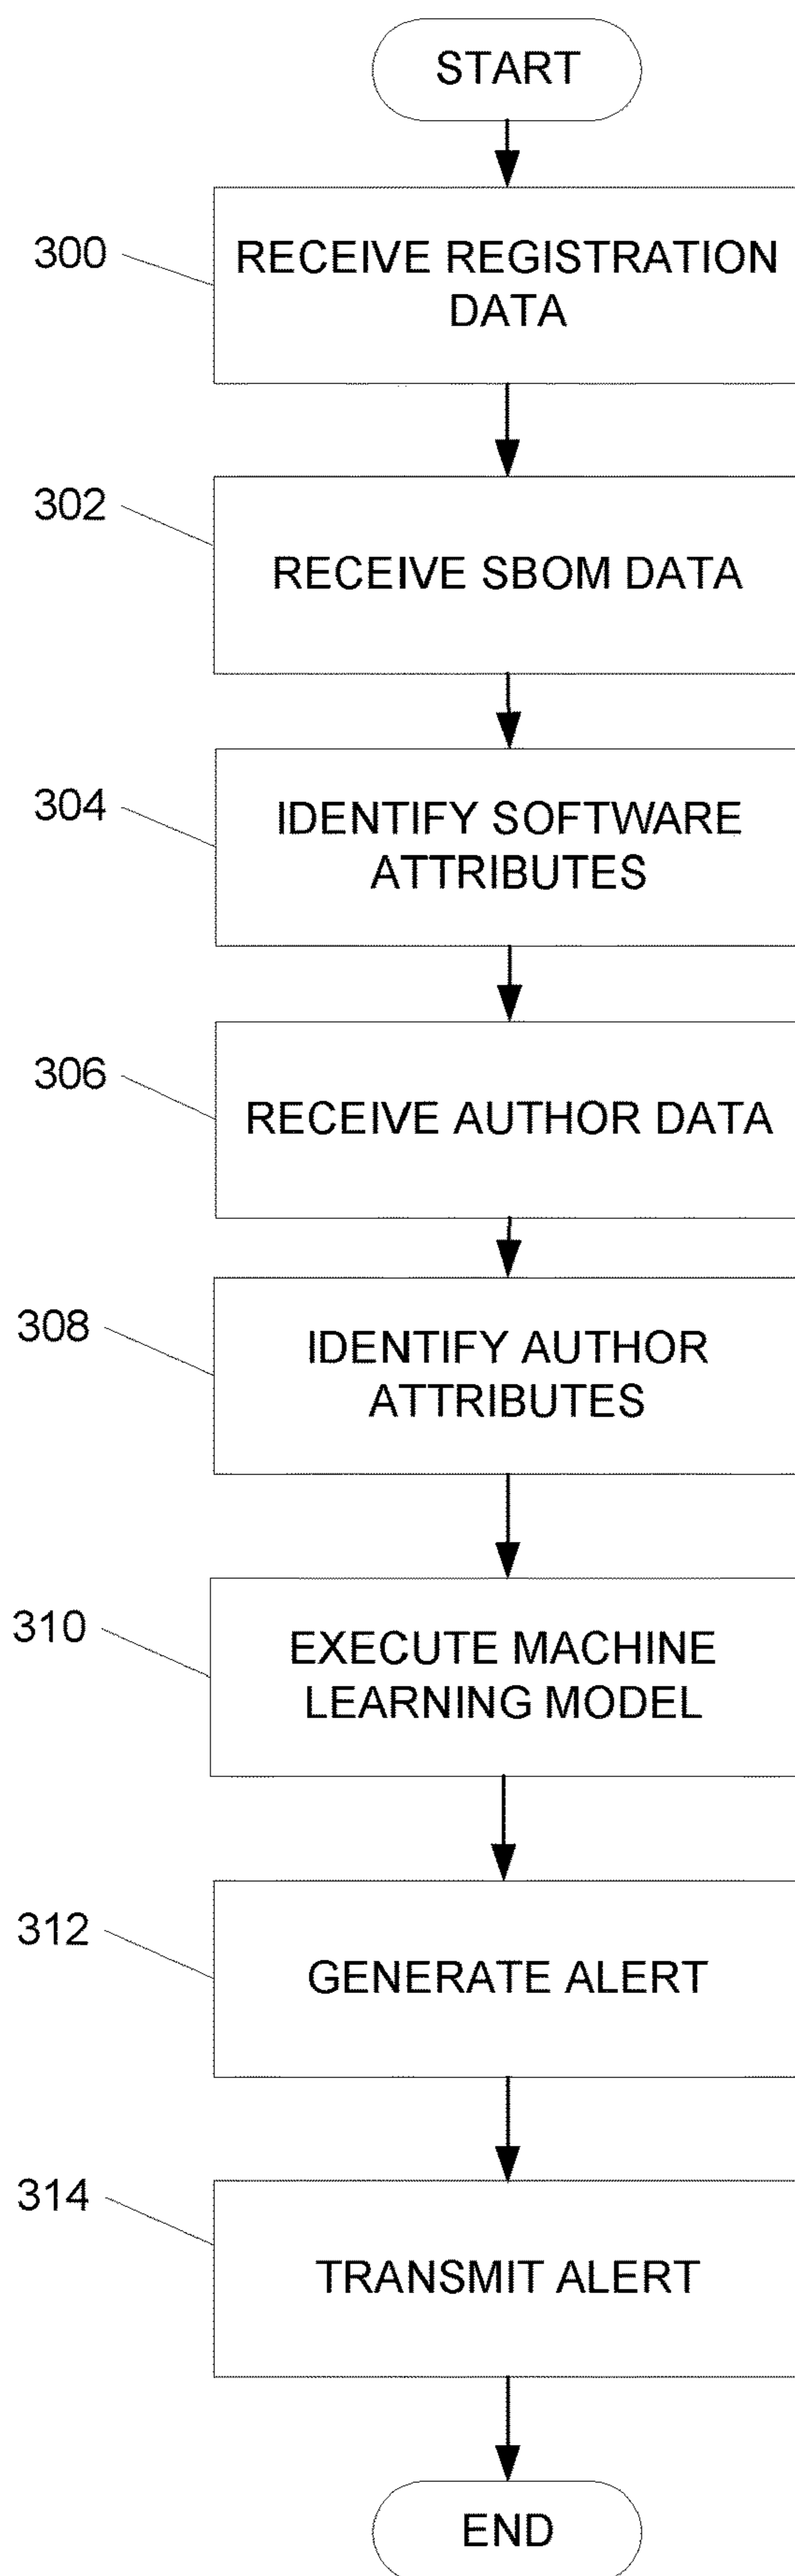 START
300
RECEIVE REGISTRATION
DATA
302
RECEIVE SBOM DATA
304
IDENTIFY SOFTWARE
ATTRIBUTES
306
RECEIVE AUTHOR DATA
308
IDENTIFY AUTHOR
ATTRIBUTES
310
EXECUTE MACHINE
LEARNING MODEL
312
GENERATE ALERT
314
TRANSMIT ALERT
END